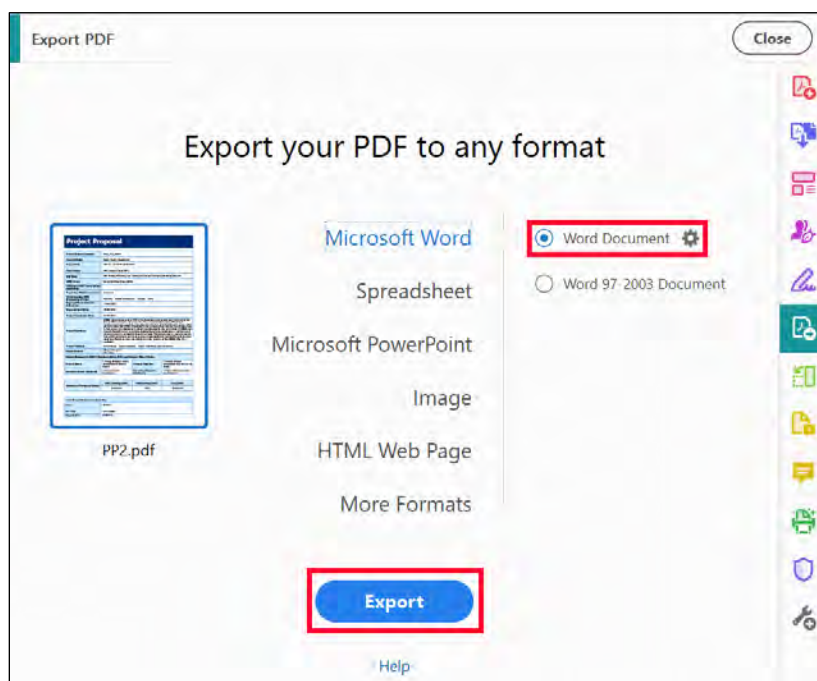 Export PDF
Close
Export your PDF to any format
Project Proposal
PP2.pdf
Microsoft Word
Spreadsheet
Microsoft PowerPoint
Image
HTML Web Page
More Formats
Word Document
Word 97-2003 Document
Export
Help